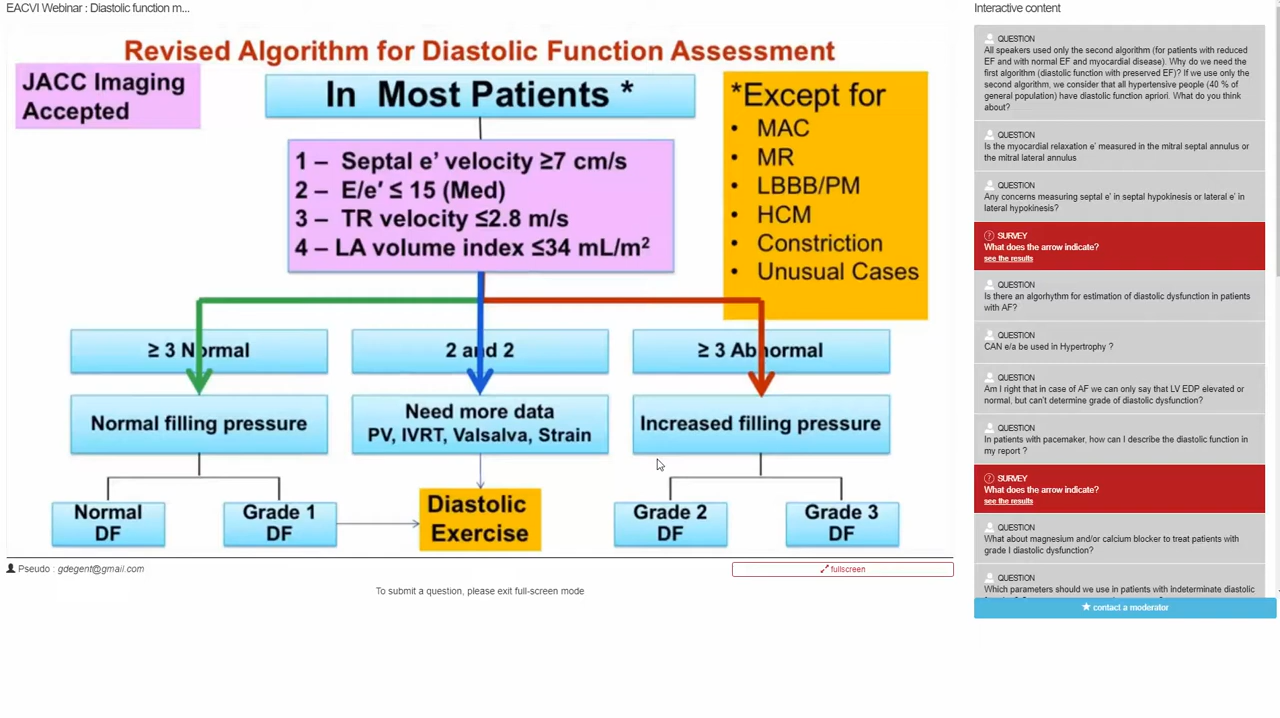 EACVI Webinar : Diastolic function m...
Revised Algorithm for Diastolic Function Assessment
JACC Imaging
Accepted
In Most Patients *
1 – Septal e' velocity ≥7 cm/s
2 – E/e′ ≤ 15 (Med)
3 – TR velocity ≤2.8 m/s
4 – LA volume index ≤34 mL/m²
*Except for
• MAC
• MR
• LBBB/PM
• HCM
• Constriction
• Unusual Cases
≥ 3 Normal
2 and 2
≥ 3 Abnormal
Normal filling pressure
Need more data
PV, IVRT, Valsalva, Strain
Increased filling pressure
Normal
DF
Grade 1
DF
Diastolic
Exercise
Grade 2
DF
Grade 3
DF
Pseudo : gdegent@gmail.com
fullscreen
To submit a question, please exit full-screen mode
Interactive content
QUESTION
All speakers used only the second algorithm (for patients with reduced
EF and with normal EF and myocardial disease). Why do we need the
first algorithm (diastolic function with preserved EF)? If we use only the
second algorithm, we consider that all hypertensive people (40 % of
general population) have diastolic function apriori. What do you think
about?
QUESTION
Is the myocardial relaxation e' measured in the mitral septal annulus or
the mitral lateral annulus
QUESTION
Any concerns measuring septal e' in septal hypokinesis or lateral e' in
lateral hypokinesis?
SURVEY
What does the arrow indicate?
see the results
QUESTION
Is there an algorhythm for estimation of diastolic dysfunction in patients
with AF?
QUESTION
CAN e/a be used in Hypertrophy ?
QUESTION
Am I right that in case of AF we can only say that LV EDP elevated or
normal, but can't determine grade of diastolic dysfunction?
QUESTION
In patients with pacemaker, how can I describe the diastolic function in
my report ?
SURVEY
What does the arrow indicate?
see the results
QUESTION
What about magnesium and/or calcium blocker to treat patients with
grade I diastolic dysfunction?
QUESTION
Which parameters should we use in patients with indeterminate diastolic
contact a moderator